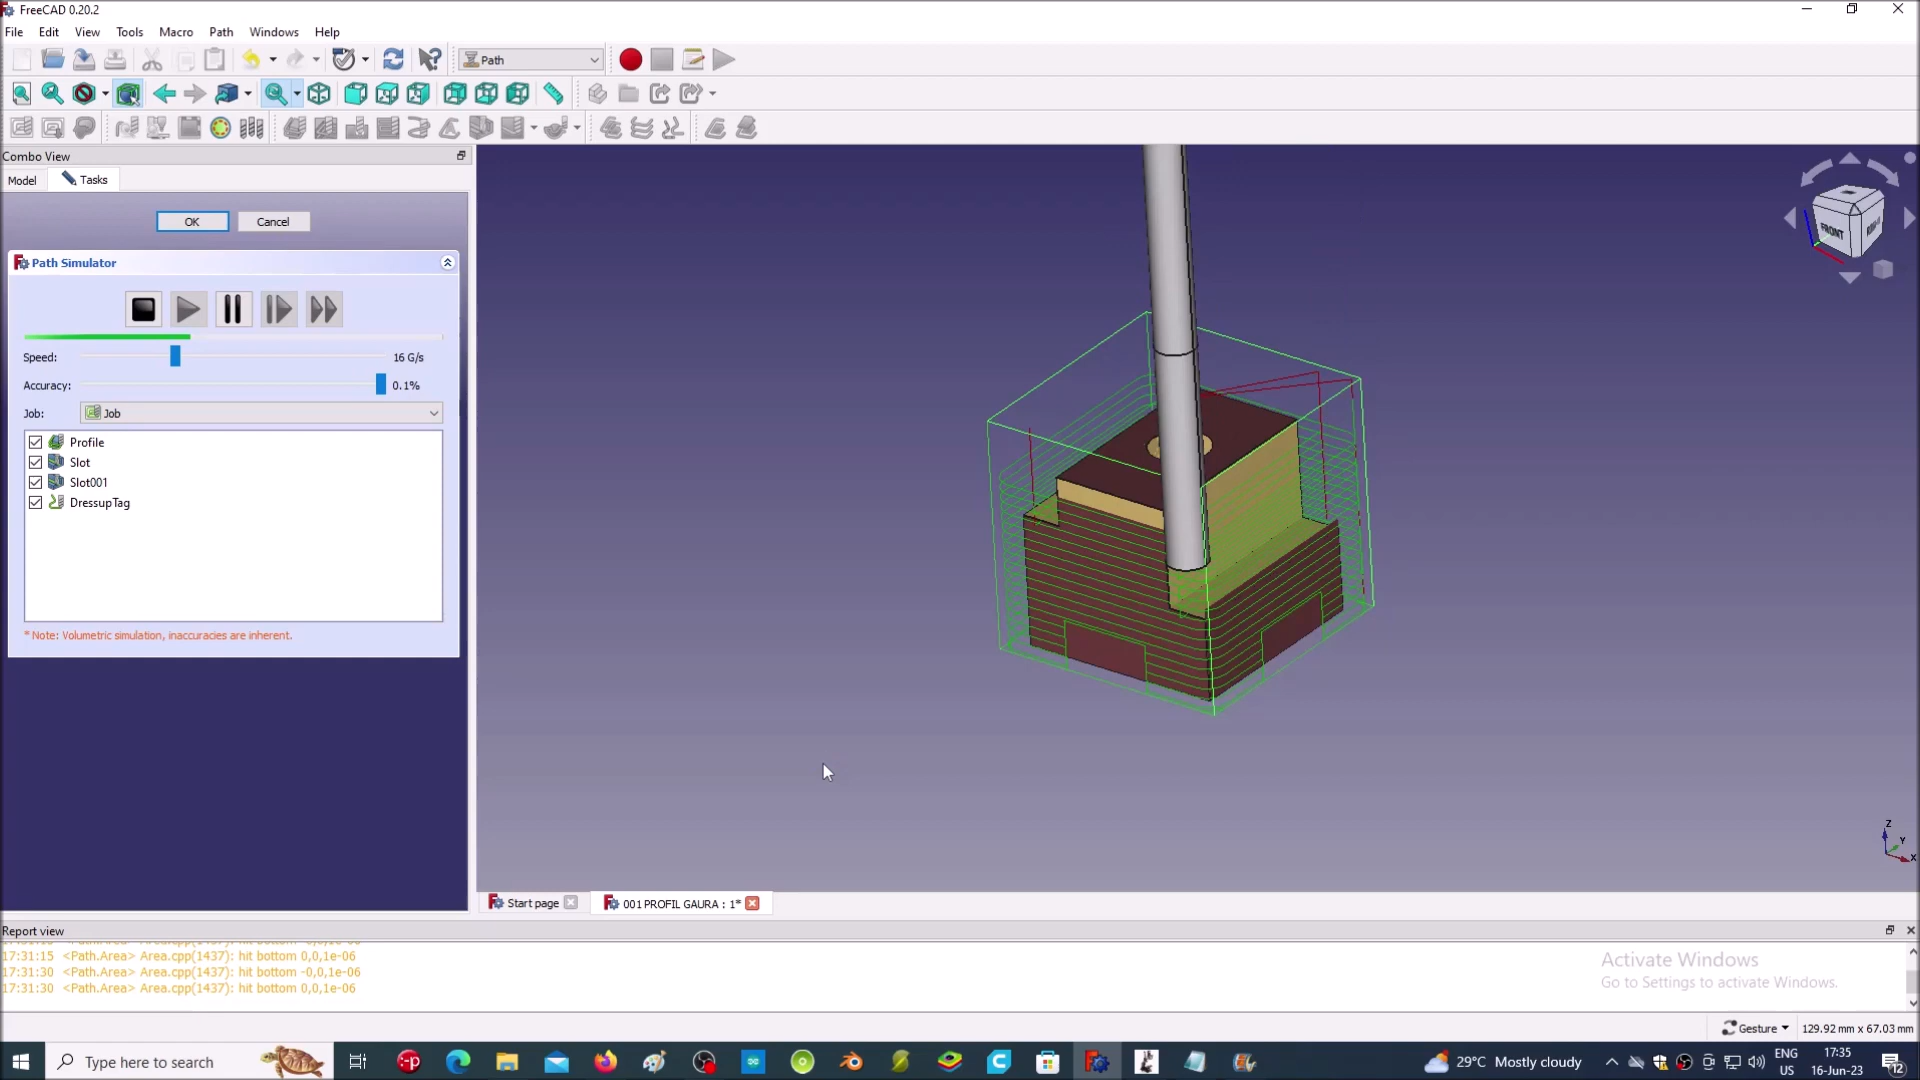 FreeCAD 0.20.2
File Edit View Tools Macro Path Windows Help
Path
Combo View
Model Tasks
OK Cancel
Path Simulator
Speed: 16 G/s
Accuracy: 0.1%
Job: Job
Profile
Slot
Slot001
DressupTag
* Note: Volumetric simulation, inaccuracies are inherent.
FRONT
Z
Y
X
Start page 001 PROFIL GAURA : 1*
Report view
17:31:15 <Path.Area> Area.cpp(1437): hit bottom 0,0,1e-06
17:31:30 <Path.Area> Area.cpp(1437): hit bottom -0,0,1e-06
17:31:30 <Path.Area> Area.cpp(1437): hit bottom 0,0,1e-06
Activate Windows
Go to Settings to activate Windows.
Gesture 129.92 mm x 67.03 mm
Type here to search
29°C Mostly cloudy
ENG
US
17:35
16-Jun-23
12